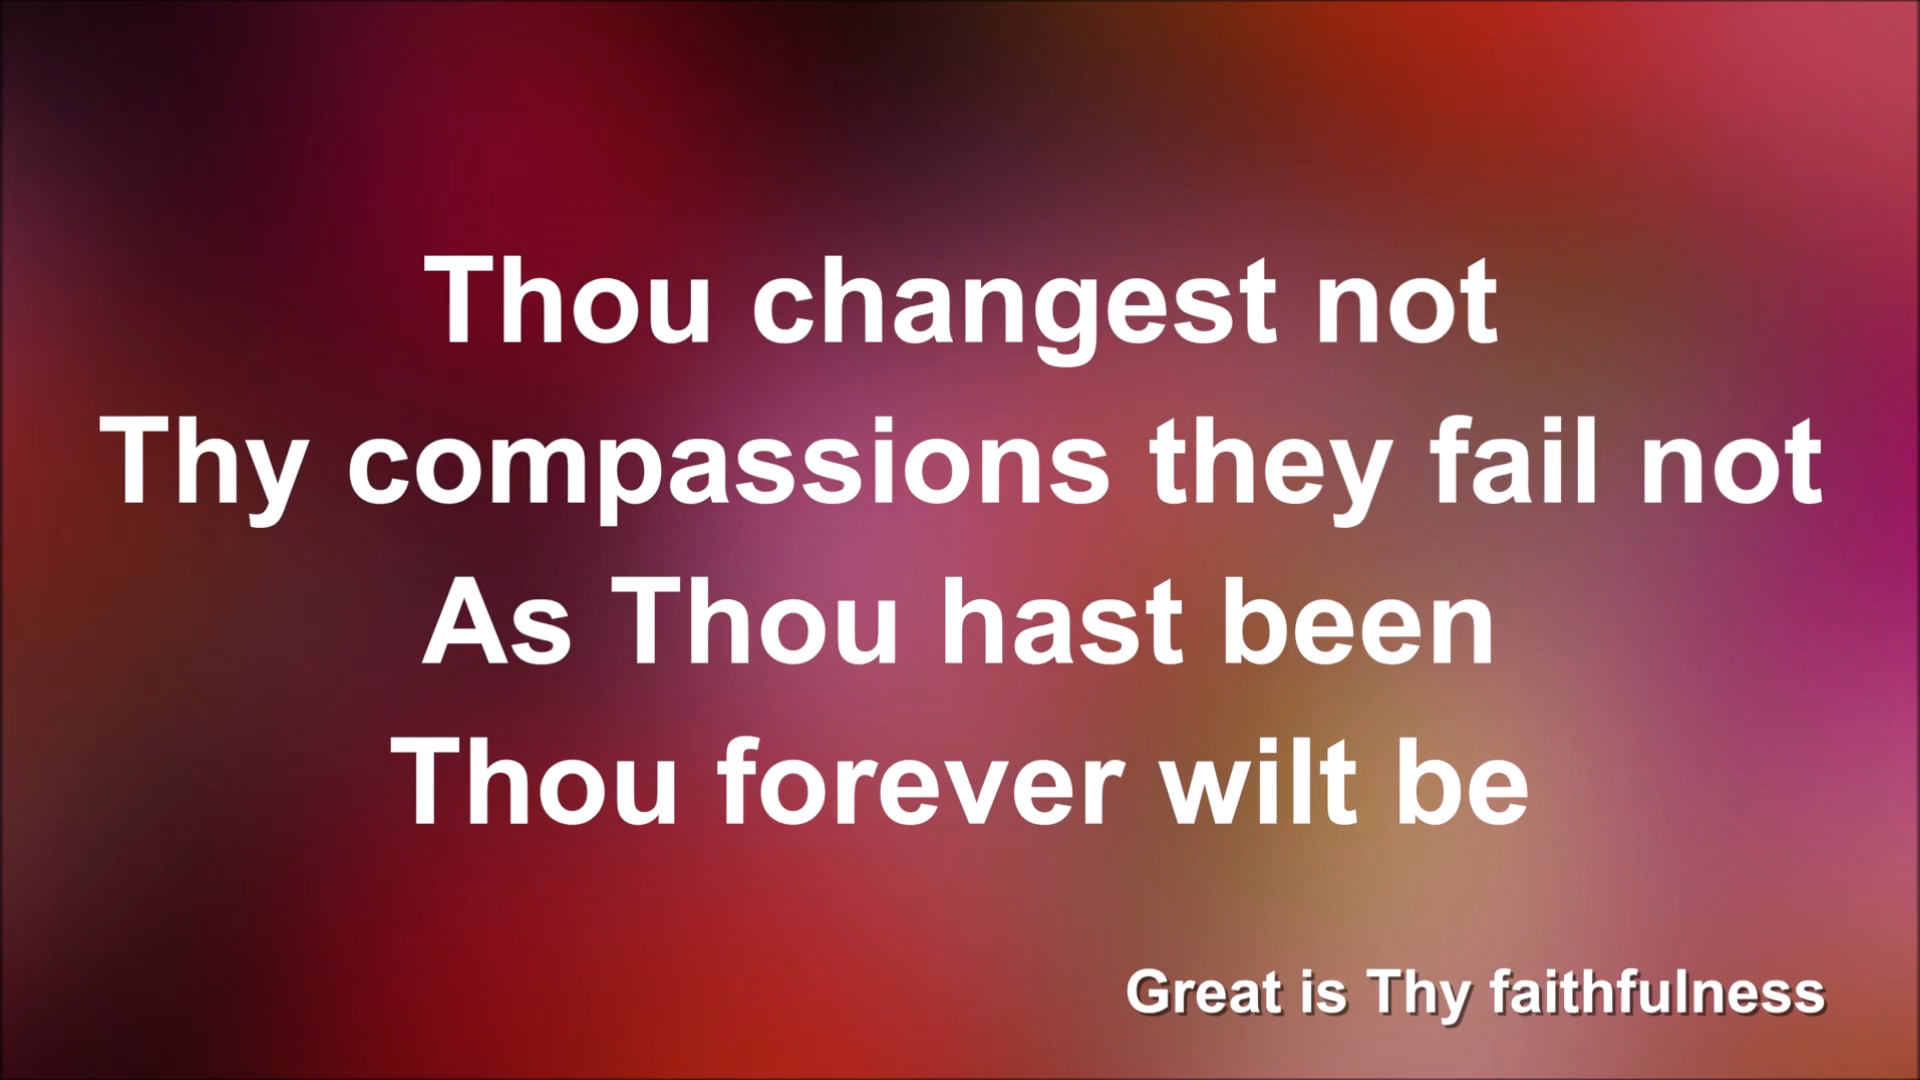 Thou changest not
Thy compassions they fail not
As Thou hast been
Thou forever wilt be
Great is Thy faithfulness